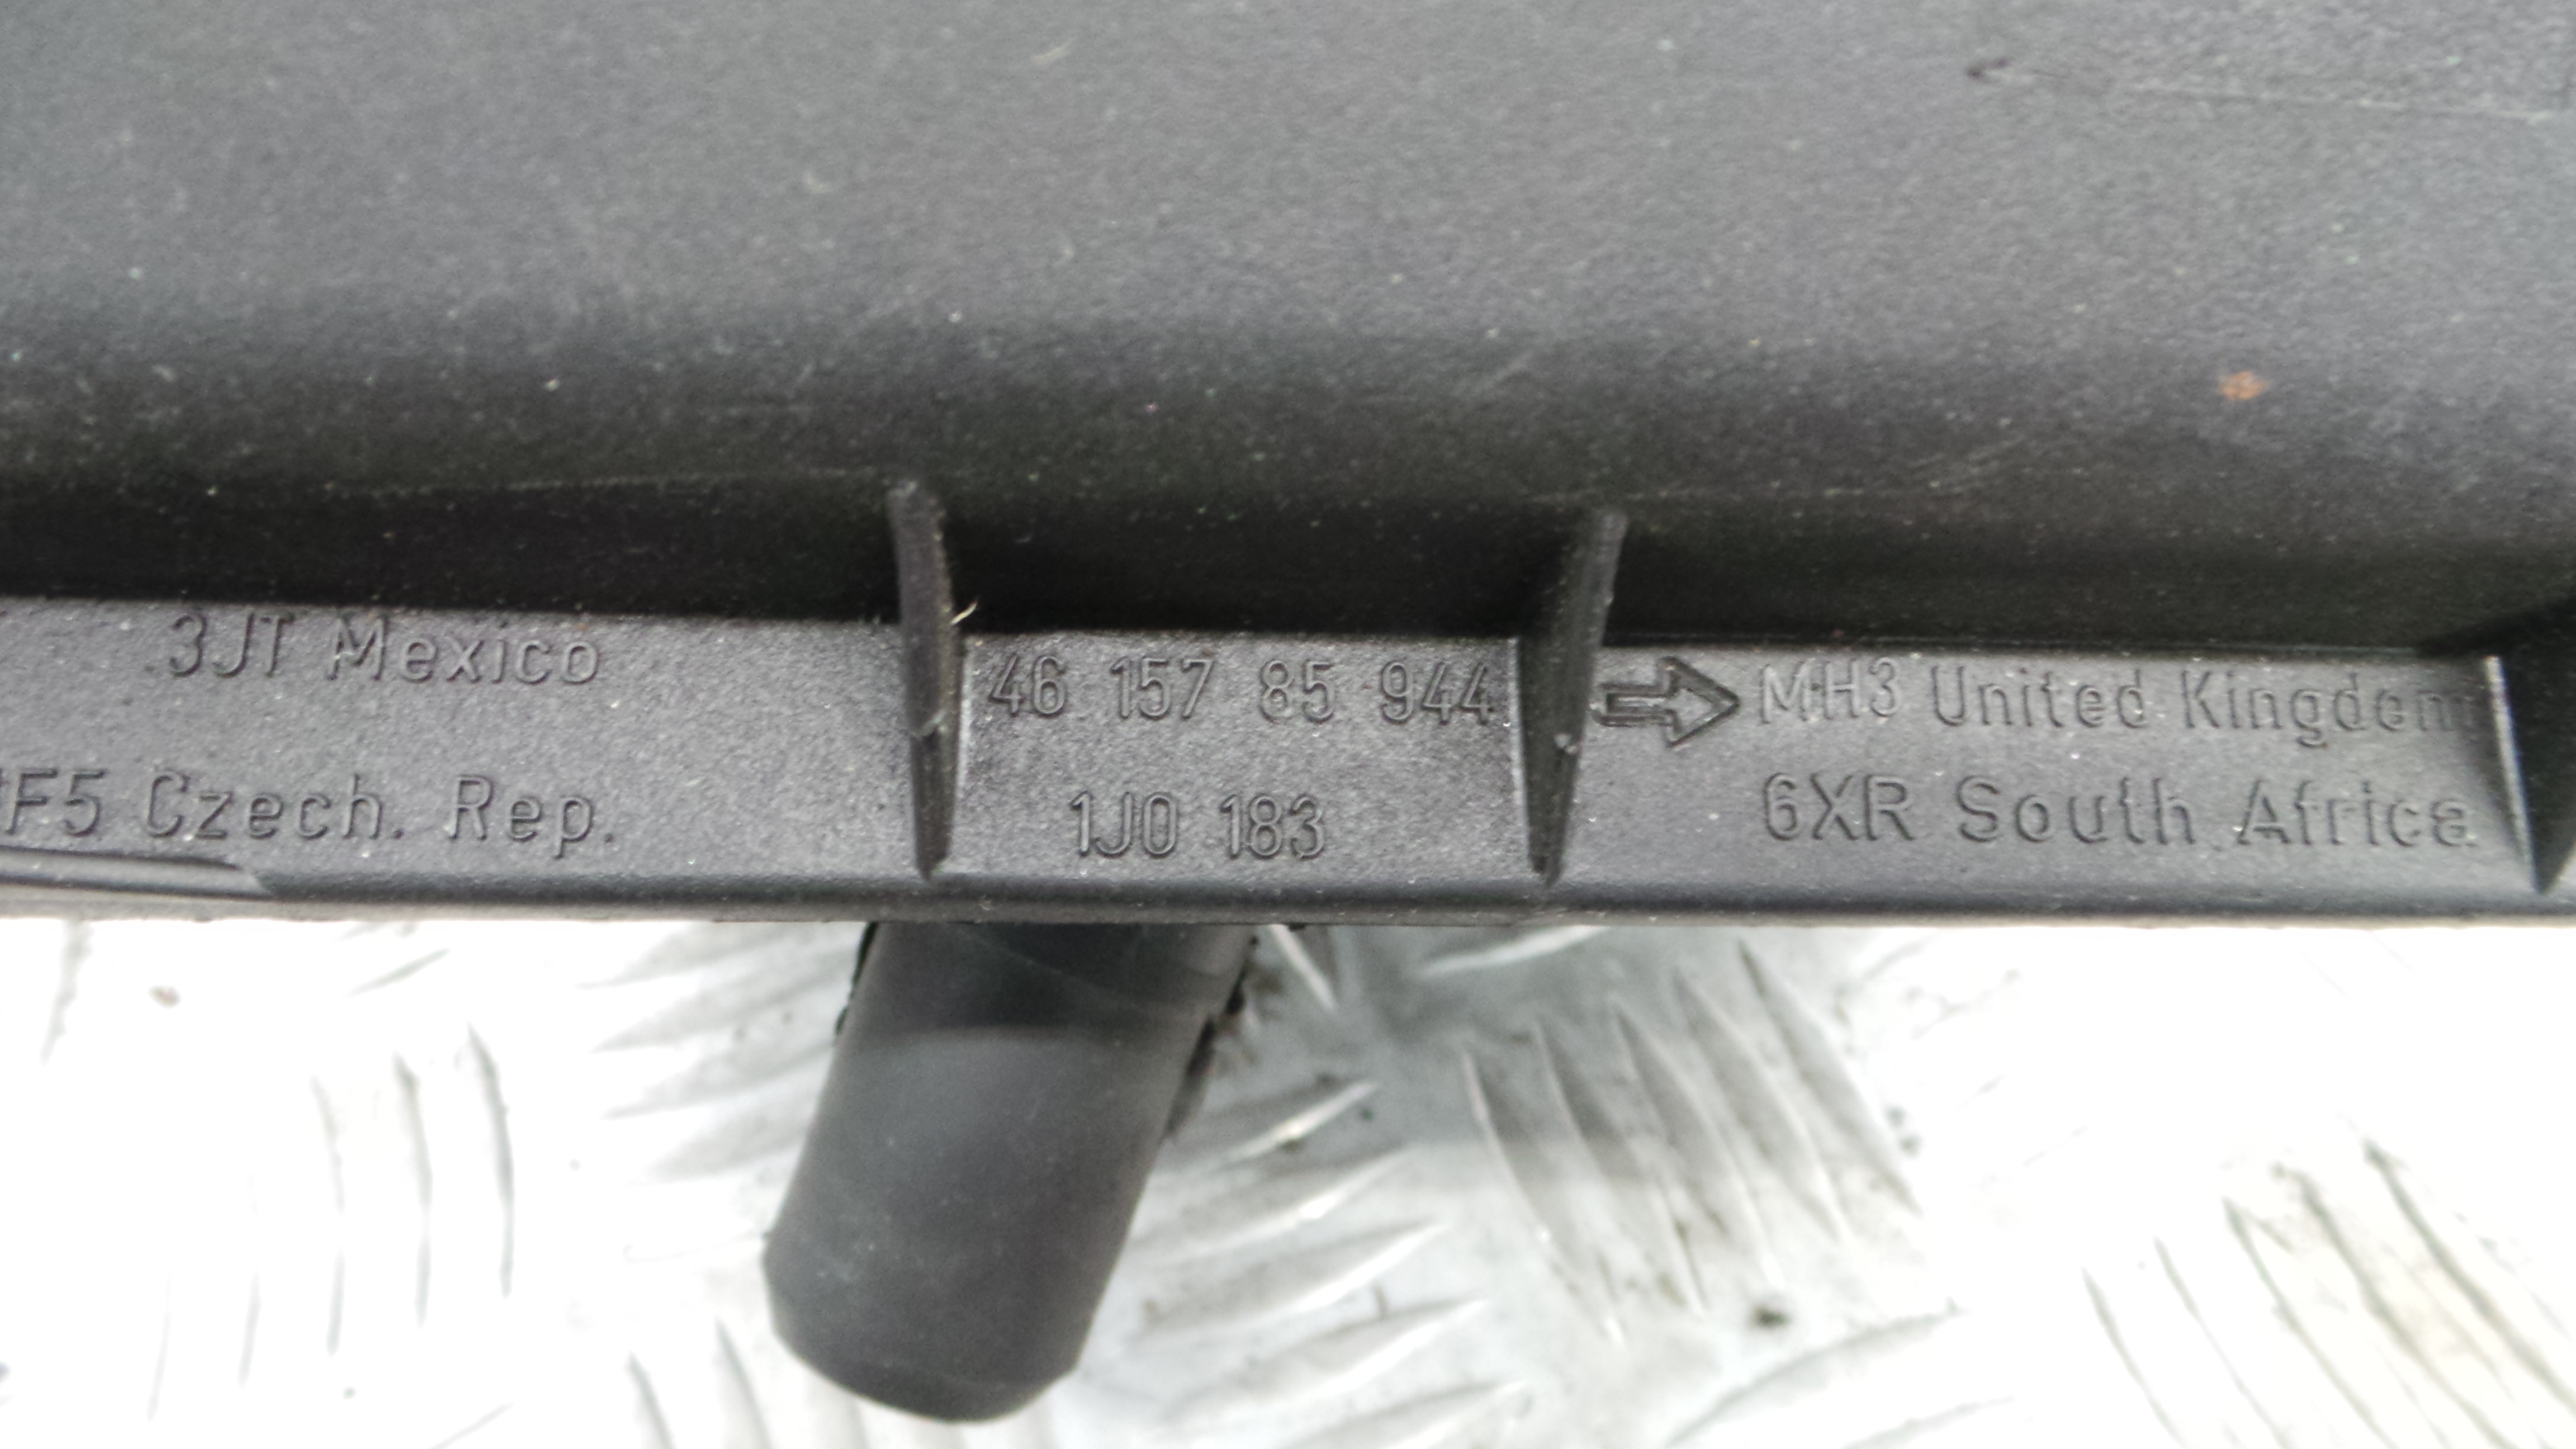 3JT Mexico
F5 Czech. Rep.
46 157 85 944
1J0 183
MH3 United Kingdom
6XR South Africa